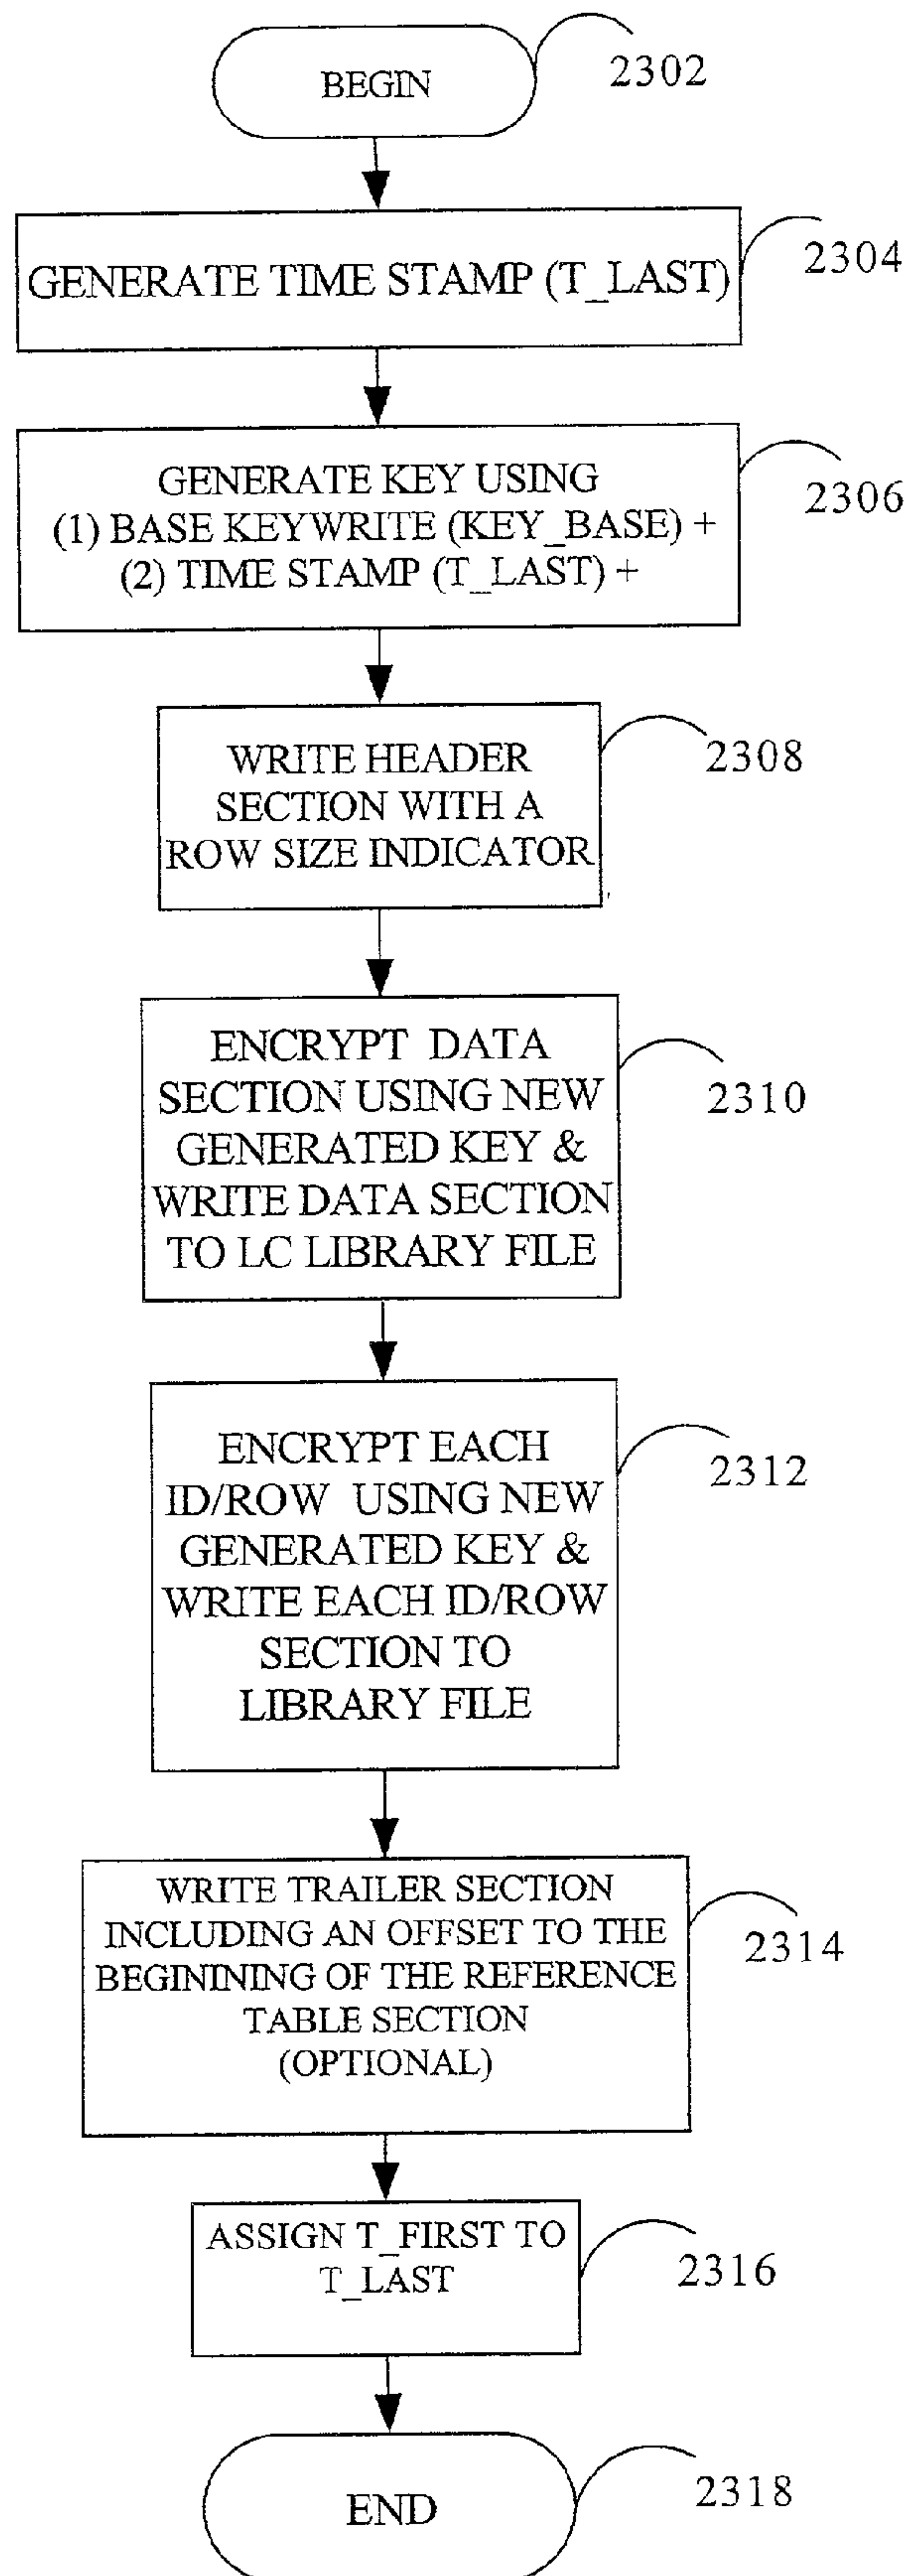 BEGIN
2302
GENERATE TIME STAMP (T_LAST)
2304
GENERATE KEY USING
(1) BASE KEYWRITE (KEY_BASE) +
(2) TIME STAMP (T_LAST) +
2306
WRITE HEADER
SECTION WITH A
ROW SIZE INDICATOR
2308
ENCRYPT DATA
SECTION USING NEW
GENERATED KEY &
WRITE DATA SECTION
TO LC LIBRARY FILE
2310
ENCRYPT EACH
ID/ROW USING NEW
GENERATED KEY &
WRITE EACH ID/ROW
SECTION TO
LIBRARY FILE
2312
WRITE TRAILER SECTION
INCLUDING AN OFFSET TO THE
BEGINING OF THE REFERENCE
TABLE SECTION
(OPTIONAL)
2314
ASSIGN T_FIRST TO
T_LAST
2316
END
2318